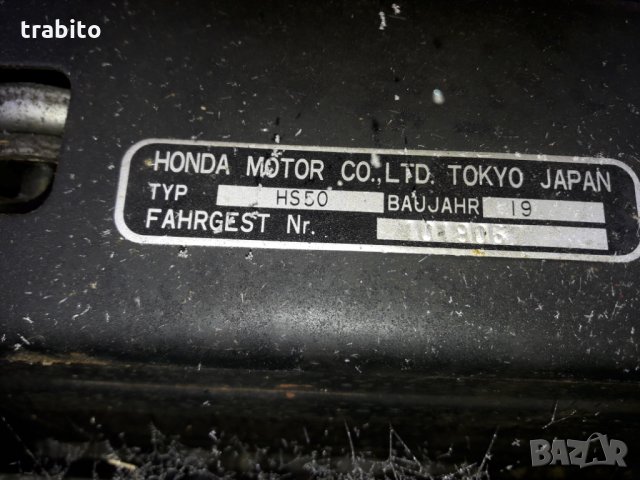 trabito
HONDA MOTOR CO.,LTD. TOKYO JAPAN
TYP HS50 BAUJAHR 19
FAHRGEST Nr.
BAZAR